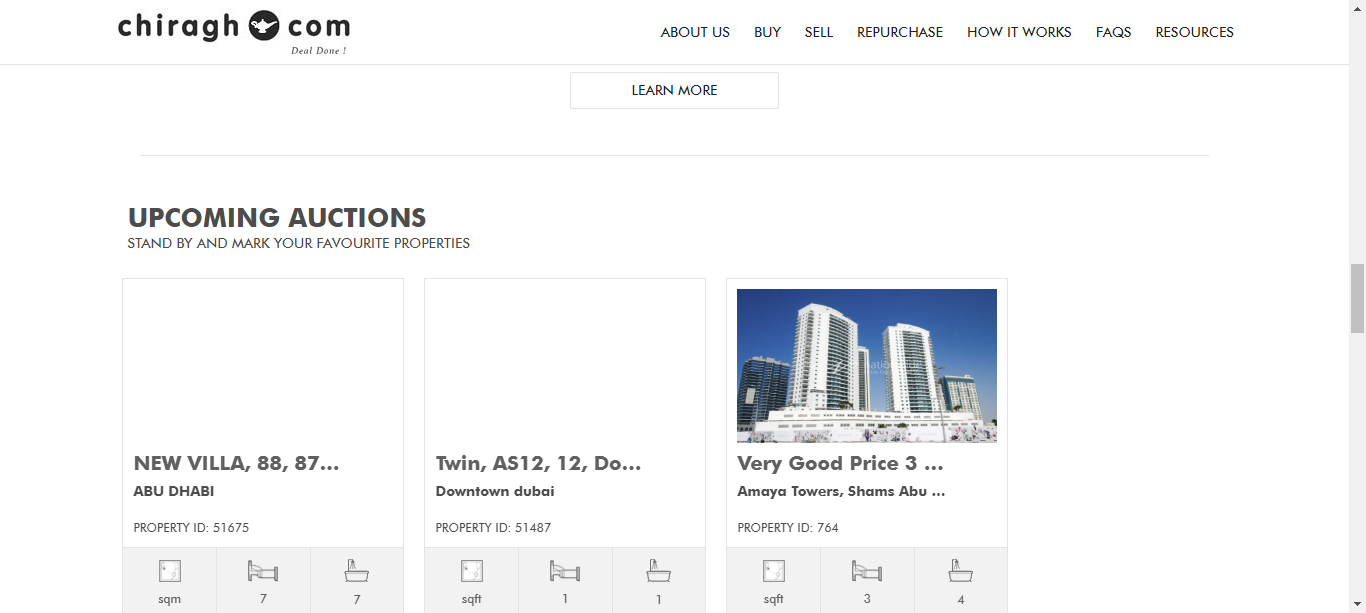 chiragh com
Deal Done !
ABOUT US BUY SELL REPURCHASE HOW IT WORKS FAQS RESOURCES
LEARN MORE
UPCOMING AUCTIONS
STAND BY AND MARK YOUR FAVOURITE PROPERTIES
NEW VILLA, 88, 87...
ABU DHABI
PROPERTY ID: 51675
sqm 7 7
Twin, AS12, 12, Do...
Downtown dubai
PROPERTY ID: 51487
sqft 1 1
Very Good Price 3 ...
Amaya Towers, Shams Abu ...
PROPERTY ID: 764
sqft 3 4